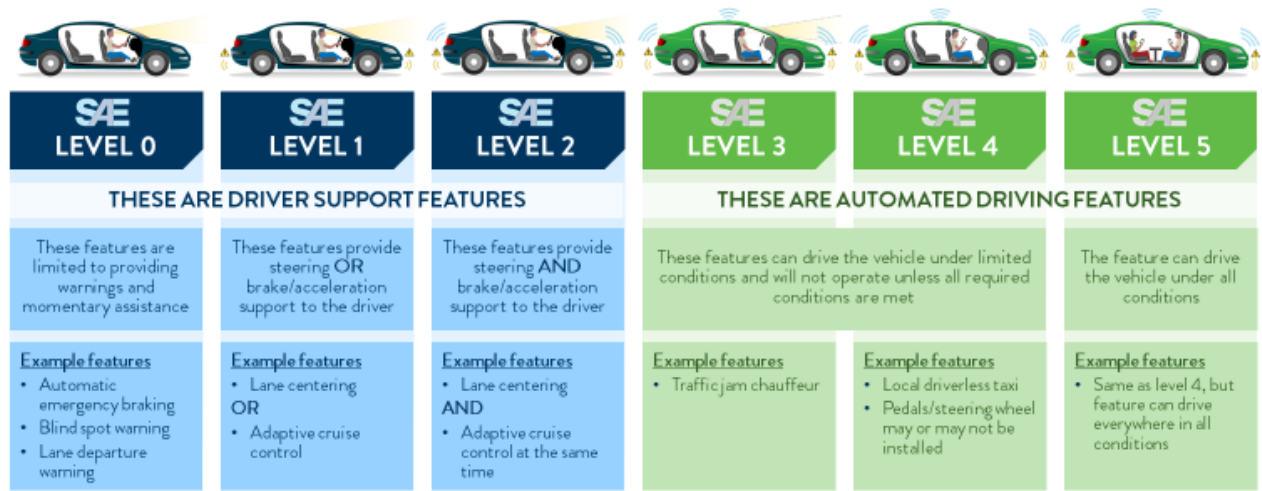 SAE
LEVEL 0
SAE
LEVEL 1
SAE
LEVEL 2
SAE
LEVEL 3
SAE
LEVEL 4
SAE
LEVEL 5
THESE ARE DRIVER SUPPORT FEATURES
THESE ARE AUTOMATED DRIVING FEATURES
These features are
limited to providing
warnings and
momentary assistance
These features provide
steering OR
brake/acceleration
support to the driver
These features provide
steering AND
brake/acceleration
support to the driver
These features can drive the vehicle under limited
conditions and will not operate unless all required
conditions are met
The feature can drive
the vehicle under all
conditions
Example features
• Automatic
emergency braking
• Blind spot warning
• Lane departure
warning
Example features
• Lane centering
OR
• Adaptive cruise
control
Example features
• Lane centering
AND
• Adaptive cruise
control at the same
time
Example features
• Traffic jam chauffeur
Example features
• Local driverless taxi
• Pedals/steering wheel
may or may not be
installed
Example features
• Same as level 4, but
feature can drive
everywhere in all
conditions